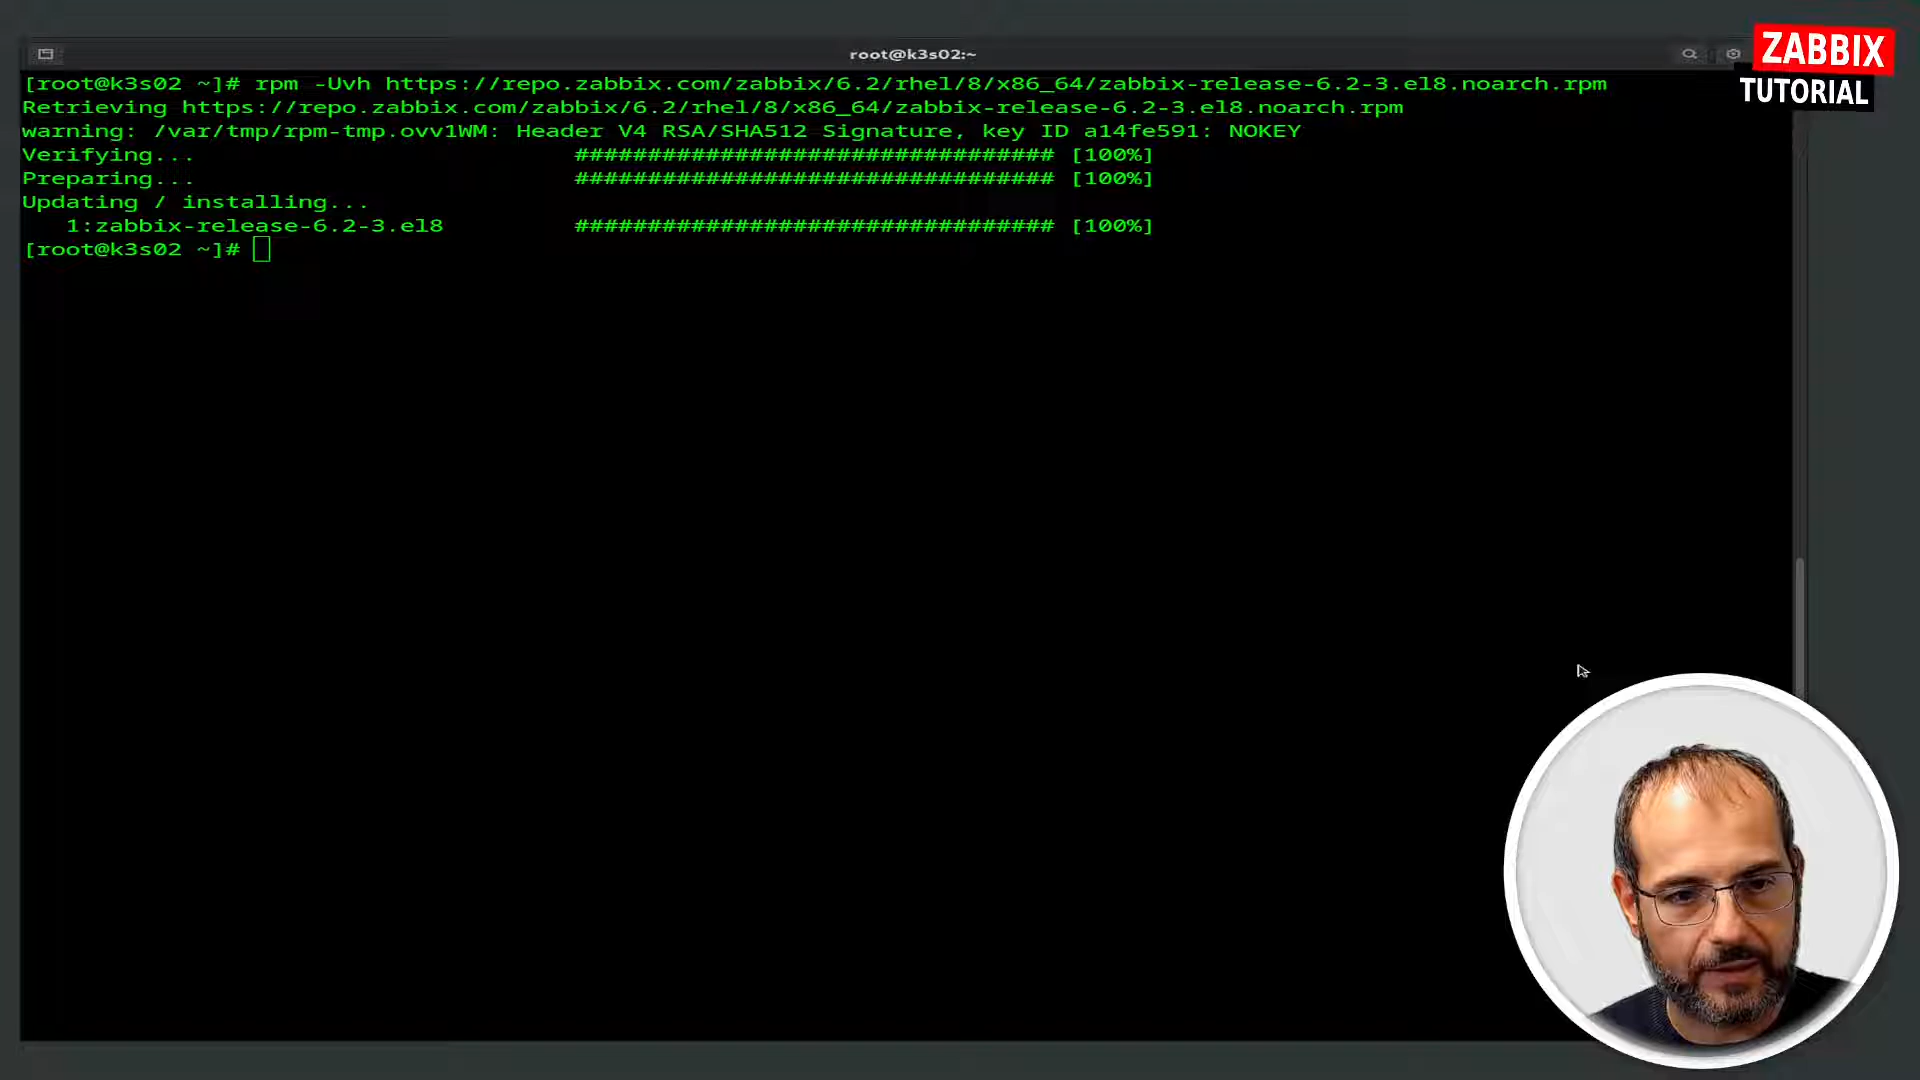 root@k3s02:~
ZABBIX
TUTORIAL
[root@k3s02 ~]# rpm -Uvh https://repo.zabbix.com/zabbix/6.2/rhel/8/x86_64/zabbix-release-6.2-3.el8.noarch.rpm
Retrieving https://repo.zabbix.com/zabbix/6.2/rhel/8/x86_64/zabbix-release-6.2-3.el8.noarch.rpm
warning: /var/tmp/rpm-tmp.ovv1WM: Header V4 RSA/SHA512 Signature, key ID a14fe591: NOKEY
Verifying... ################################# [100%]
Preparing... ################################# [100%]
Updating / installing...
1:zabbix-release-6.2-3.el8 ################################# [100%]
[root@k3s02 ~]#